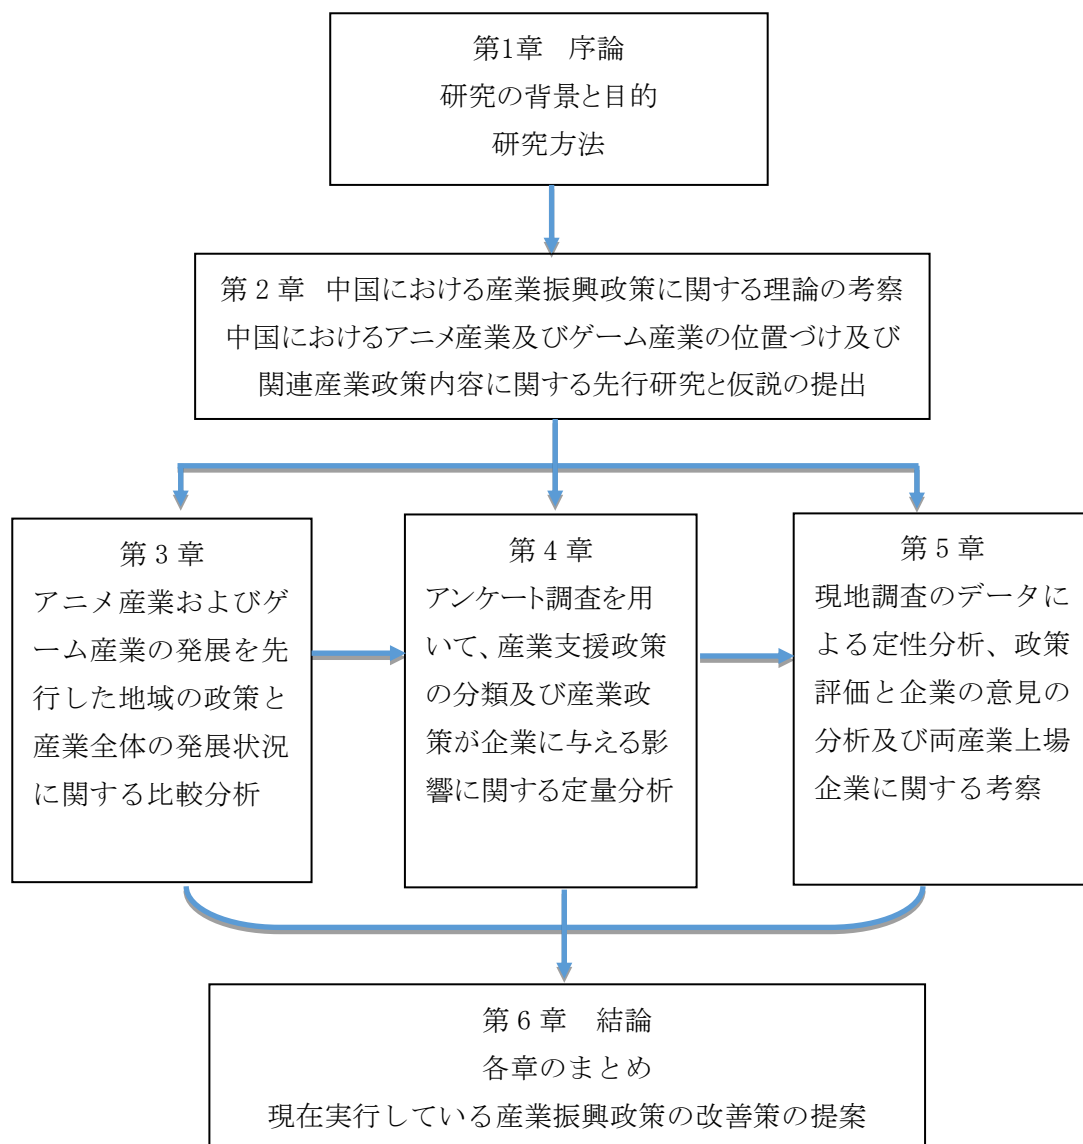 第1章 序論
研究の背景と目的
研究方法
第 2 章 中国における産業振興政策に関する理論の考察
中国におけるアニメ産業及びゲーム産業の位置づけ及び
関連産業政策内容に関する先行研究と仮説の提出
第 3 章
アニメ産業およびゲ
ーム産業の発展を先
行した地域の政策と
産業全体の発展状況
に関する比較分析
第 4 章
アンケート調査を用
いて、産業支援政策
の分類及び産業政
策が企業に与える影
響に関する定量分析
第 5 章
現地調査のデータに
よる定性分析、政策
評価と企業の意見の
分析及び両産業上場
企業に関する考察
第 6 章 結論
各章のまとめ
現在実行している産業振興政策の改善策の提案